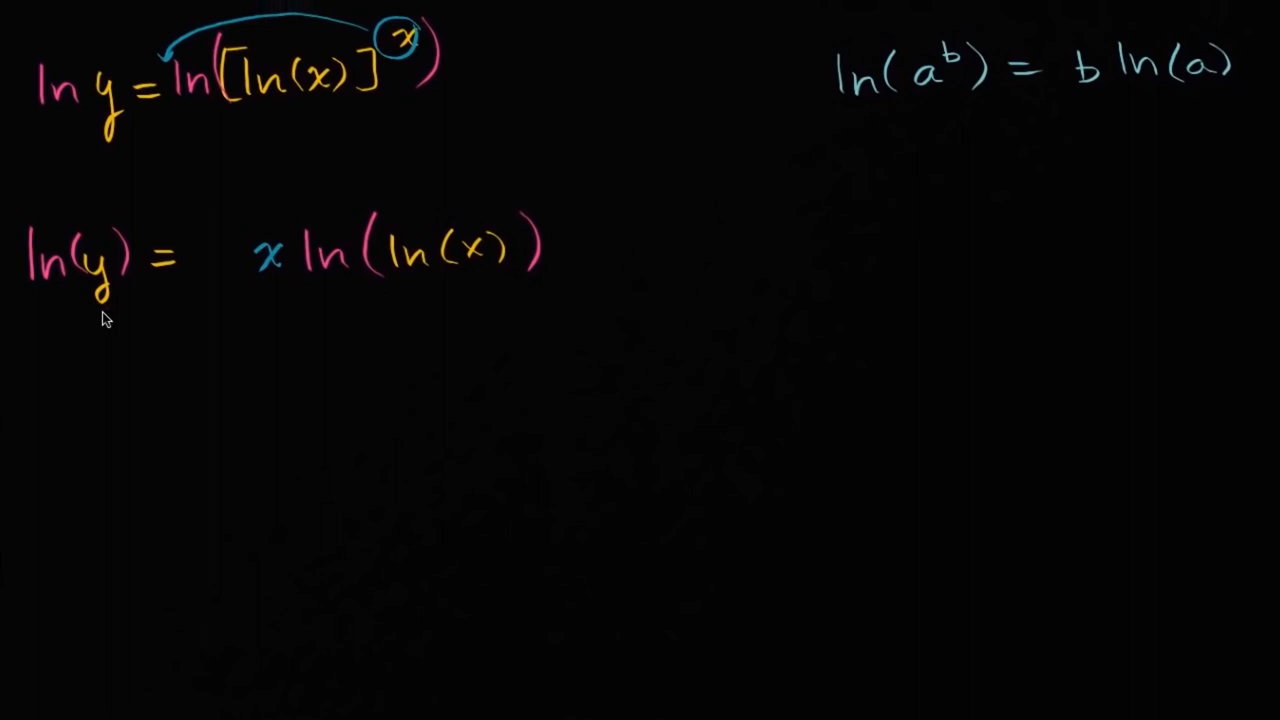 ln y = ln([ln(x)]^x)
ln(a^b) = b ln(a)
ln(y) = x ln(ln(x))